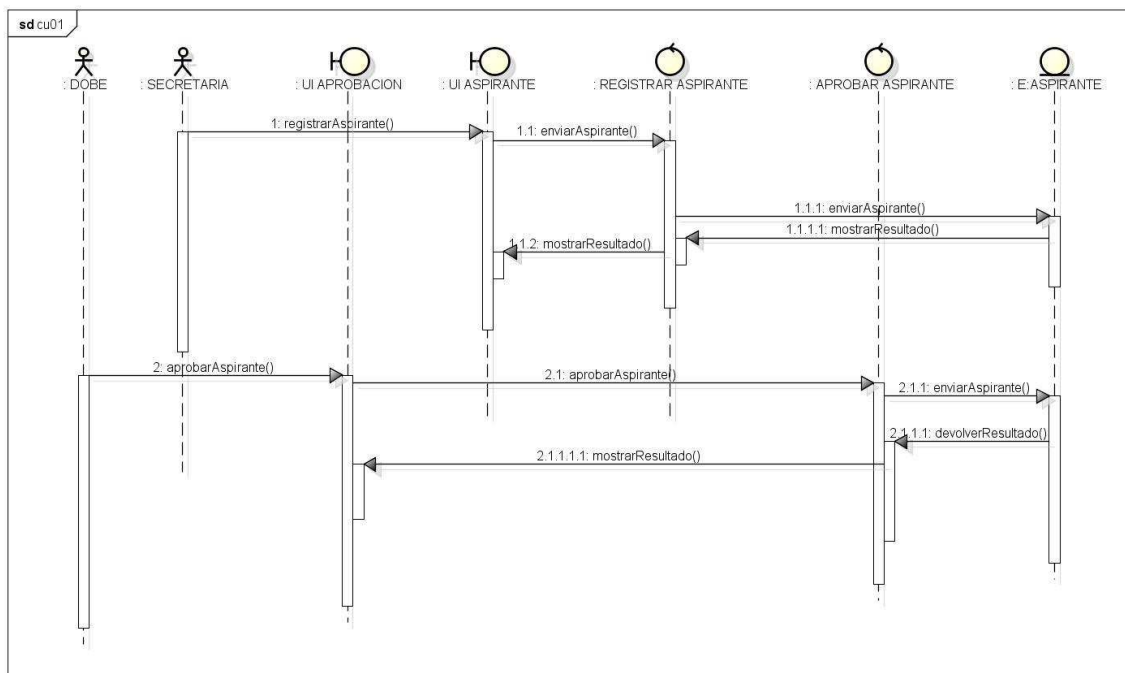 sd cu01
: DOBE
: SECRETARIA
: UI APROBACION
: UI ASPIRANTE
: REGISTRAR ASPIRANTE
: APROBAR ASPIRANTE
: E:ASPIRANTE
1: registrarAspirante()
1.1: enviarAspirante()
1.1.1: enviarAspirante()
1.1.1.1: mostrarResultado()
1.1.2: mostrarResultado()
2: aprobarAspirante()
2.1: aprobarAspirante()
2.1.1: enviarAspirante()
2.1.1.1: devolverResultado()
2.1.1.1.1: mostrarResultado()